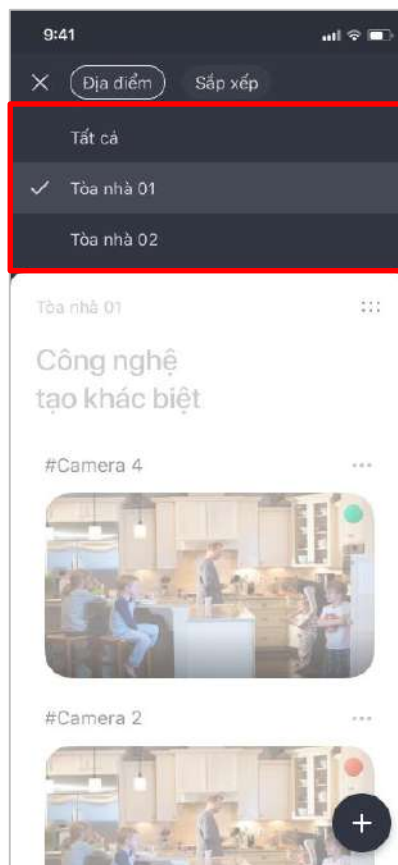 9:41
Địa điểm Sắp xếp
Tất cả
Tòa nhà 01
Tòa nhà 02
Tòa nhà 01
Công nghệ
tạo khác biệt
#Camera 4
#Camera 2